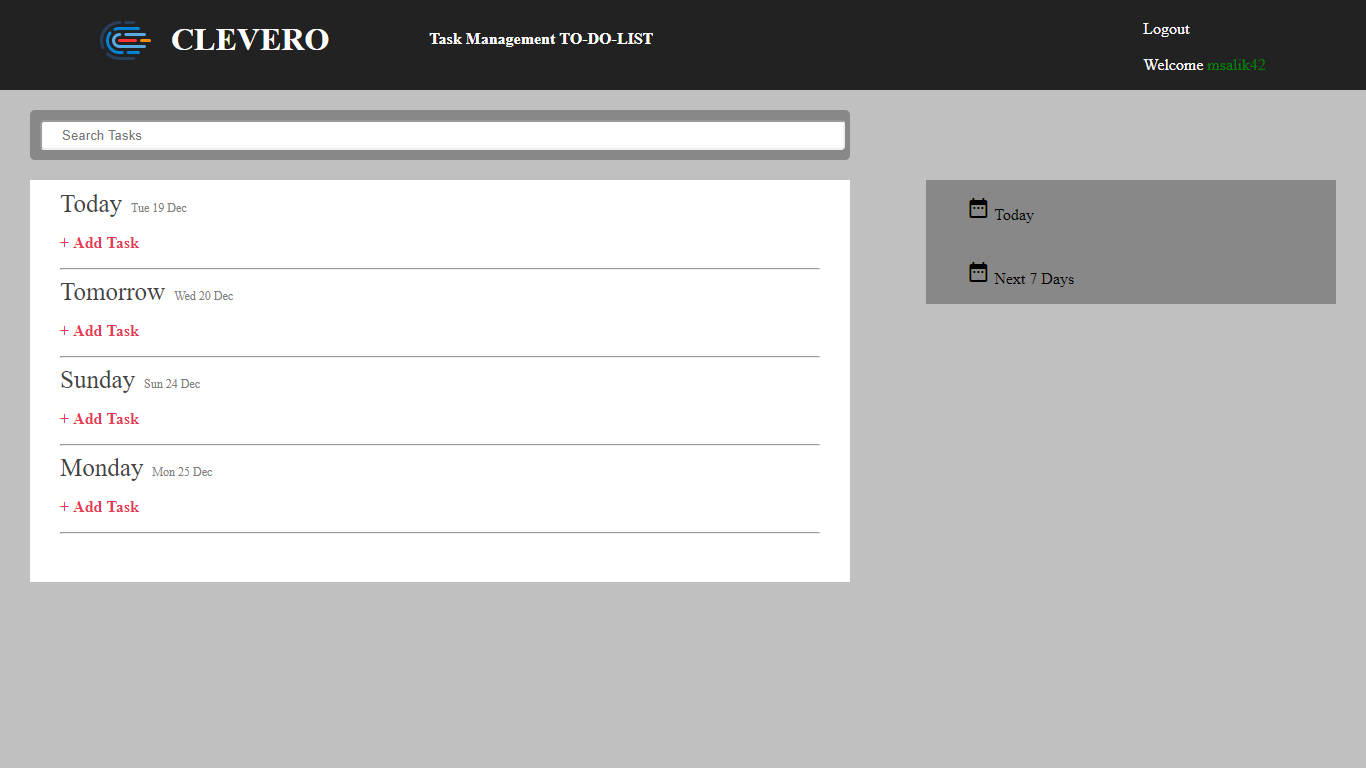 CLEVERO
Task Management TO-DO-LIST
Logout
Welcome msalik42
Search Tasks
Today Tue 19 Dec
+ Add Task
Tomorrow Wed 20 Dec
+ Add Task
Sunday Sun 24 Dec
+ Add Task
Monday Mon 25 Dec
+ Add Task
Today
Next 7 Days